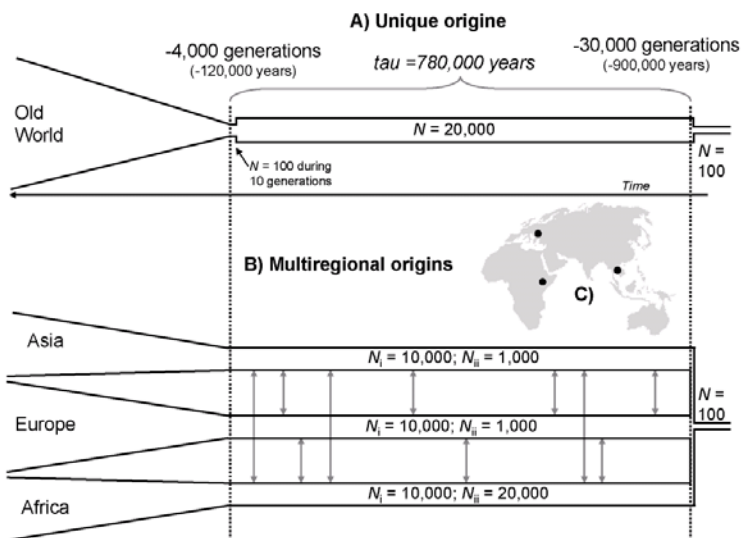 A) Unique origine
-4,000 generations
(-120,000 years)
tau =780,000 years
-30,000 generations
(-900,000 years)
Old
World
N = 20,000
N = 100 during
10 generations
N =
100
Time
B) Multiregional origins
C)
Asia
Ni = 10,000; Nii = 1,000
N =
100
Europe
Ni = 10,000; Nii = 1,000
Africa
Ni = 10,000; Nii = 20,000